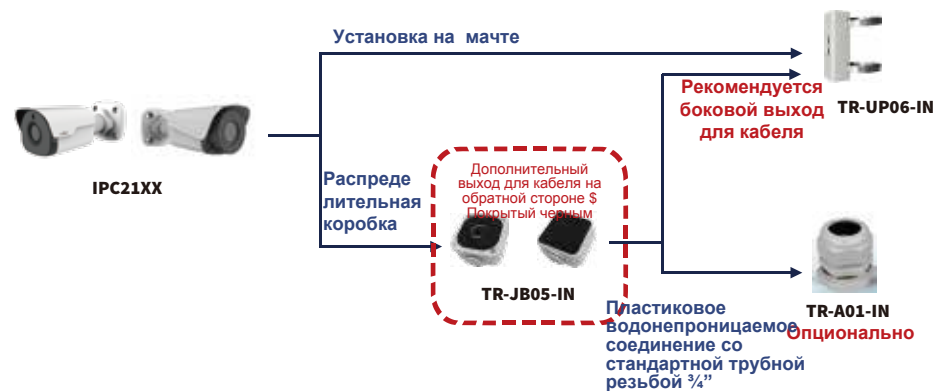 Установка на мачте
Рекомендуется
боковой выход
для кабеля
TR-UP06-IN
IPC21XX
Распреде
лительная
коробка
Дополнительный
выход для кабеля на
обратной стороне $
Покрытый черным
TR-JB05-IN
Пластиковое
водонепроницаемое
соединение со
стандартной трубной
резьбой ¾”
TR-A01-IN
Опционально